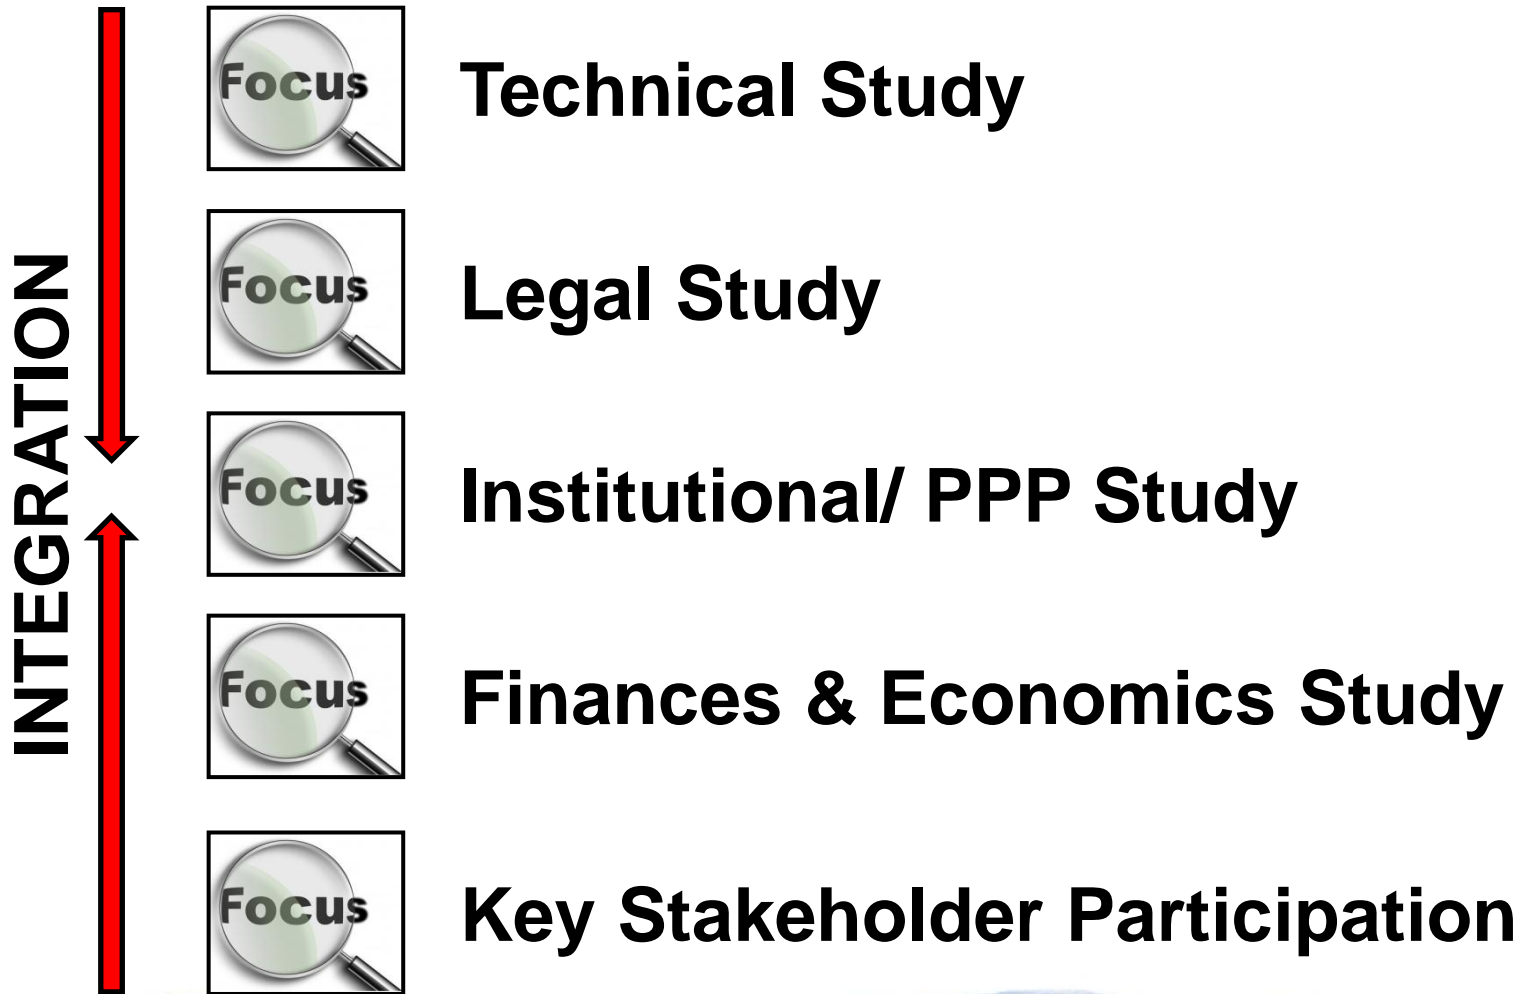 INTEGRATION
Focus
Technical Study
Focus
Legal Study
Focus
Institutional/ PPP Study
Focus
Finances & Economics Study
Focus
Key Stakeholder Participation